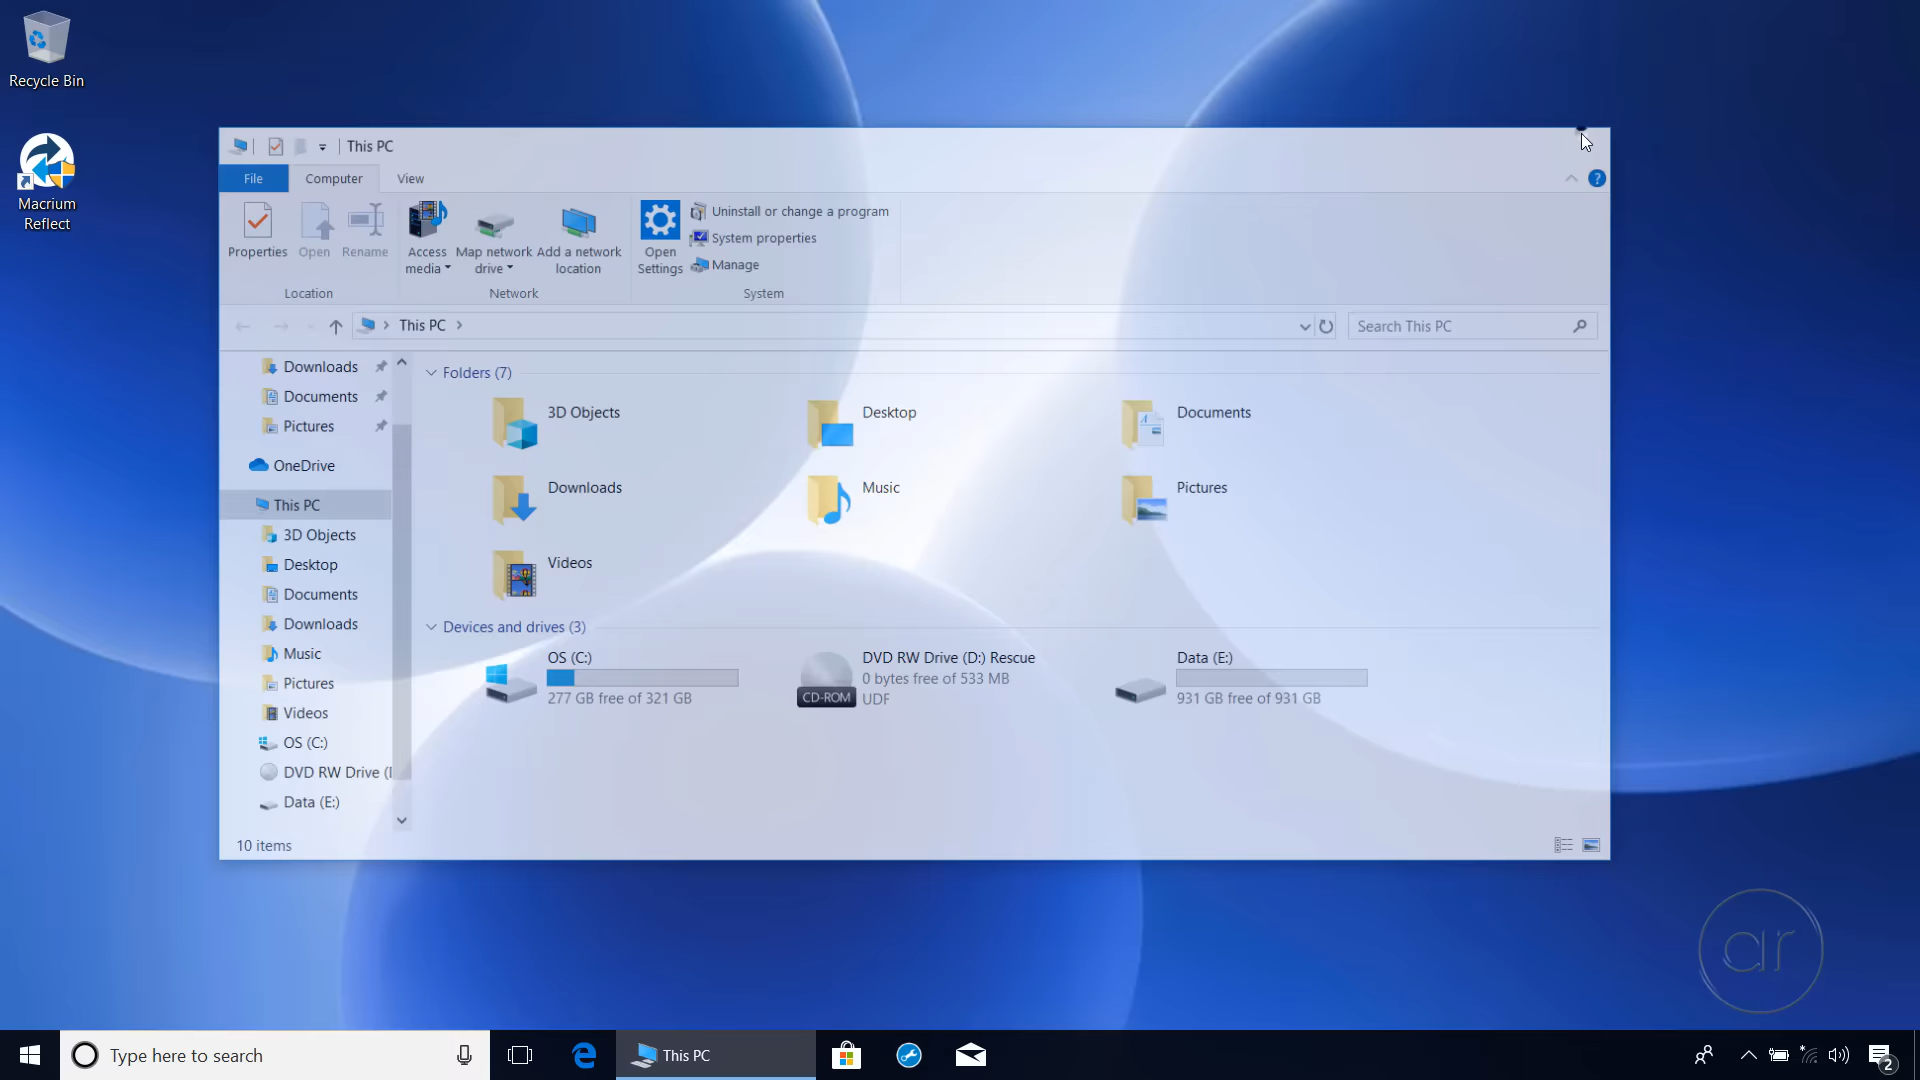 Recycle Bin
Macrium
Reflect
This PC
File
Computer
View
?
Properties
Open
Rename
Location
Access
media
Map network
drive
Add a network
location
Network
Open
Settings
Uninstall or change a program
System properties
Manage
System
This PC
Search This PC
Downloads
Documents
Pictures
OneDrive
This PC
3D Objects
Desktop
Documents
Downloads
Music
Pictures
Videos
OS (C:)
DVD RW Drive (
Data (E:)
Folders (7)
3D Objects
Desktop
Documents
Downloads
Music
Pictures
Videos
Devices and drives (3)
OS (C:)
277 GB free of 321 GB
CD-ROM
DVD RW Drive (D:) Rescue
0 bytes free of 533 MB
UDF
Data (E:)
931 GB free of 931 GB
10 items
ar
Type here to search
This PC
2